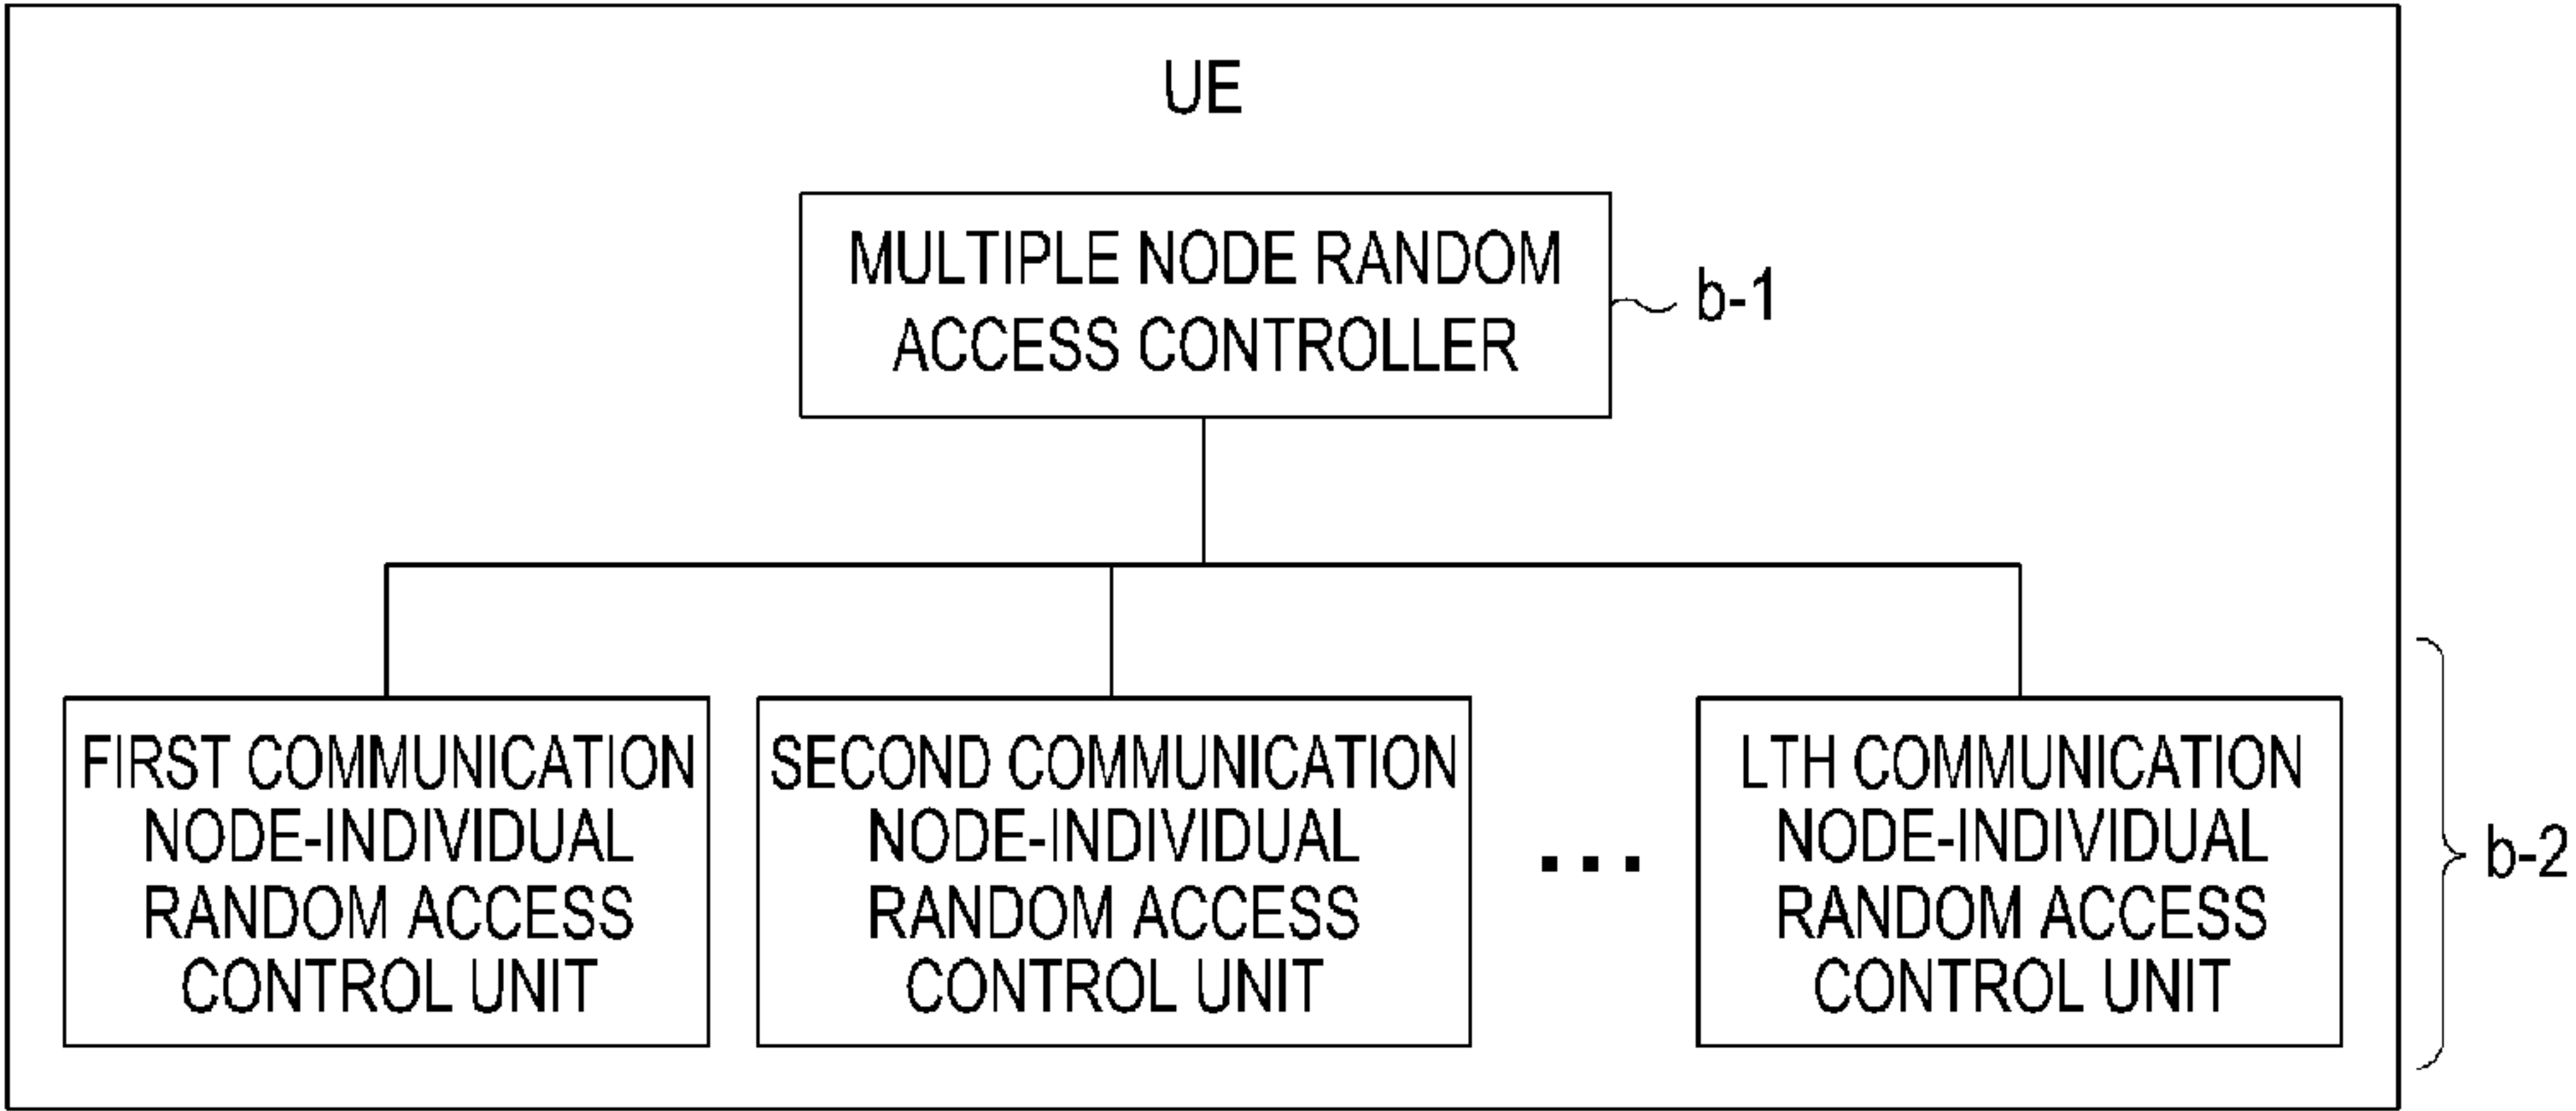 UE
MULTIPLE NODE RANDOM
ACCESS CONTROLLER
b-1
FIRST COMMUNICATION
NODE-INDIVIDUAL
RANDOM ACCESS
CONTROL UNIT
SECOND COMMUNICATION
NODE-INDIVIDUAL
RANDOM ACCESS
CONTROL UNIT
...
LTH COMMUNICATION
NODE-INDIVIDUAL
RANDOM ACCESS
CONTROL UNIT
b-2